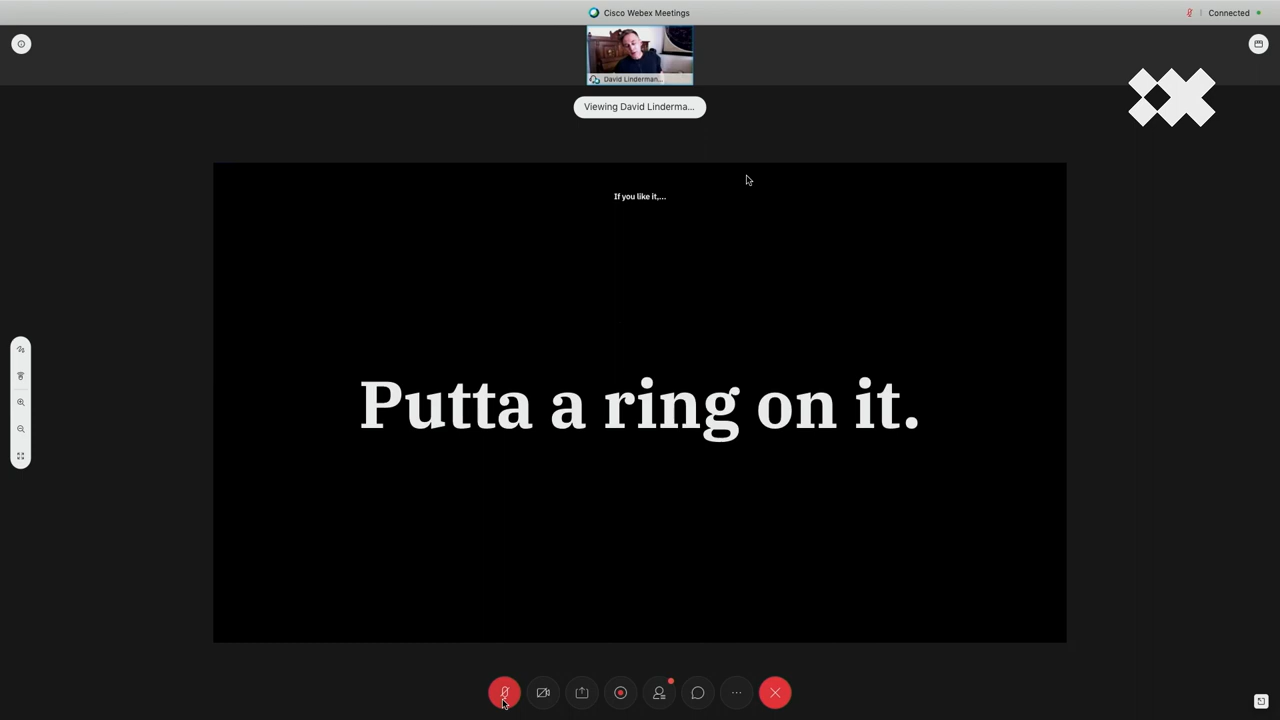 Cisco Webex Meetings
Connected
David Linderman...
Viewing David Linderma...
If you like it,...
Putta a ring on it.